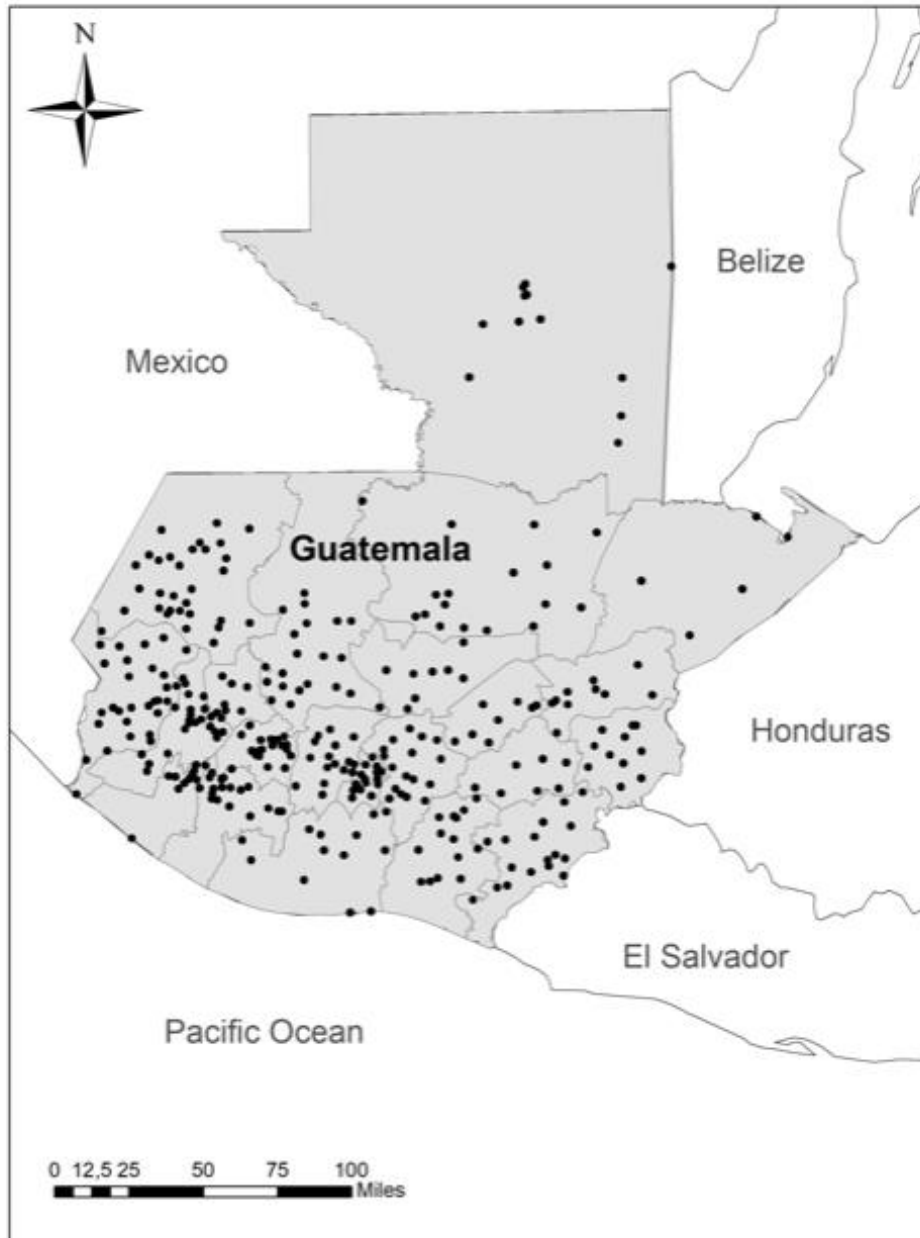 N
Belize
Mexico
Guatemala
Honduras
El Salvador
Pacific Ocean
0 12,5 25 50 75 100
Miles